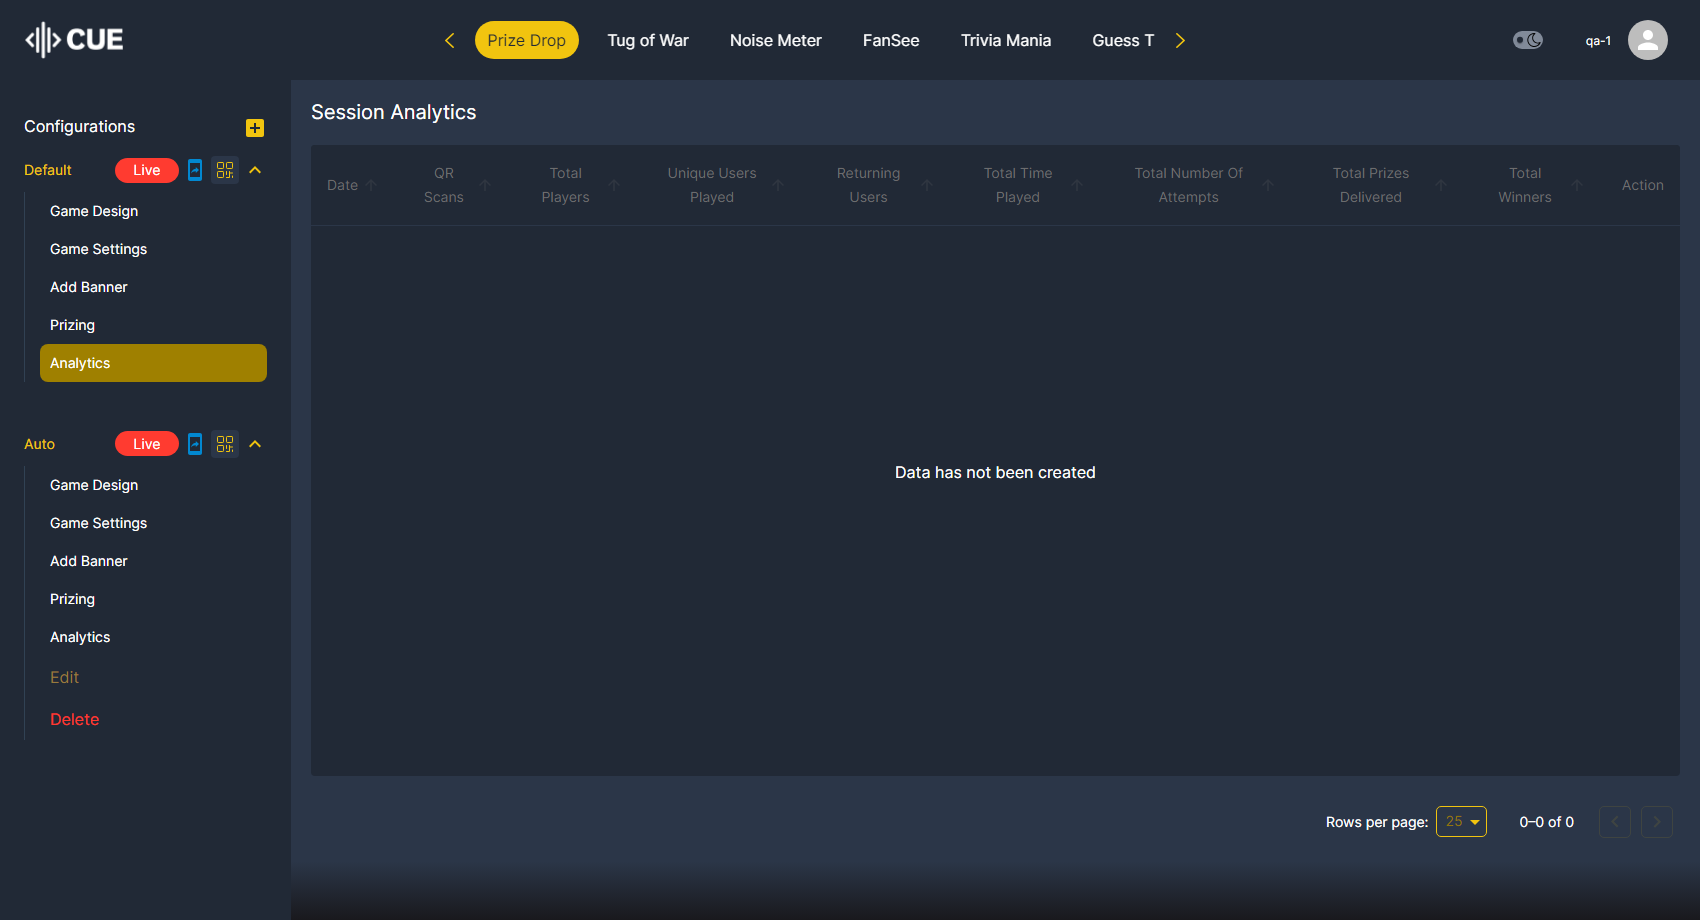 CUE
Prize Drop
Tug of War
Noise Meter
FanSee
Trivia Mania
Guess T
qa-1
Configurations
Default
Live
Game Design
Game Settings
Add Banner
Prizing
Analytics
Auto
Live
Game Design
Game Settings
Add Banner
Prizing
Analytics
Edit
Delete
Session Analytics
Date
QR
Scans
Total
Players
Unique Users
Played
Returning
Users
Total Time
Played
Total Number Of
Attempts
Total Prizes
Delivered
Total
Winners
Action
Data has not been created
Rows per page:
25
0–0 of 0